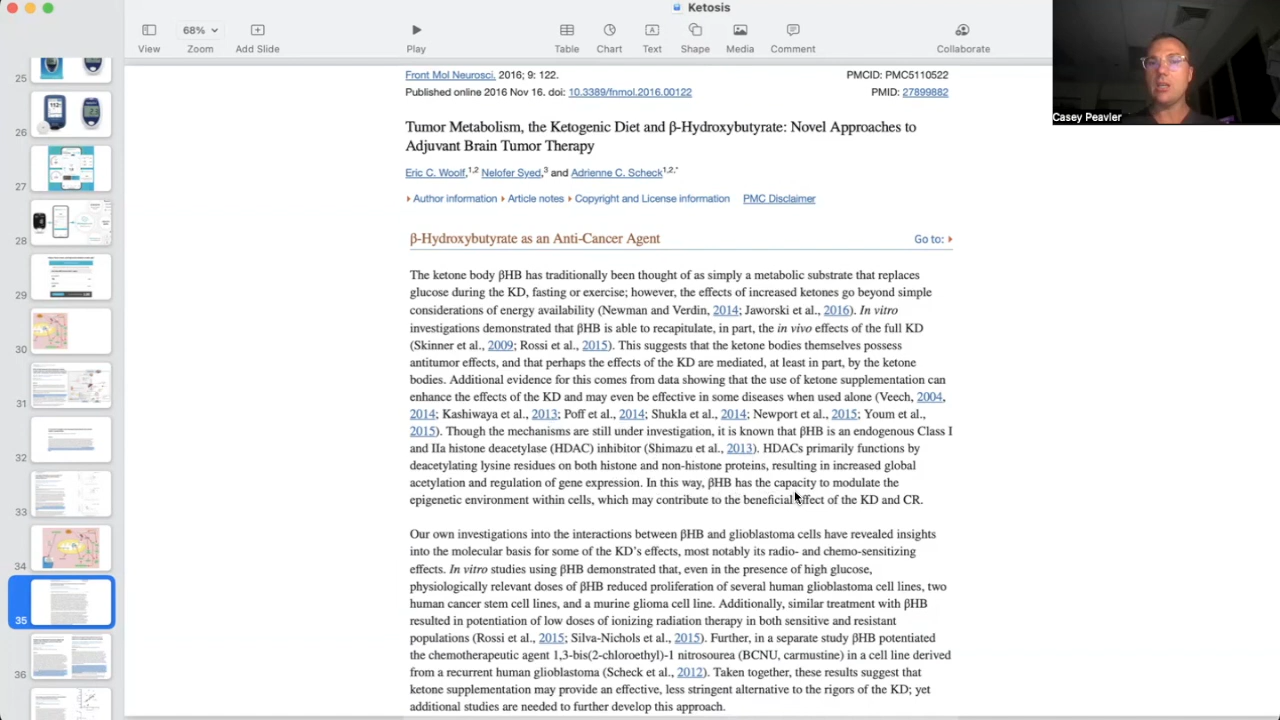 Ketosis
68%
View
Zoom
Add Slide
Play
Table
Chart
Text
Shape
Media
Comment
Collaborate
Casey Peavler
25
26
27
28
29
30
31
32
33
34
35
36
Front Mol Neurosci. 2016; 9: 122.
PMCID: PMC5110522
Published online 2016 Nov 16. doi: 10.3389/fnmol.2016.00122
PMID: 27899882
Tumor Metabolism, the Ketogenic Diet and β-Hydroxybutyrate: Novel Approaches to
Adjuvant Brain Tumor Therapy
Eric C. Woolf,1,2 Nelofer Syed,3 and Adrienne C. Scheck1,2,*
Author information Article notes Copyright and License information PMC Disclaimer
β-Hydroxybutyrate as an Anti-Cancer Agent
Go to:
The ketone body βHB has traditionally been thought of as simply a metabolic substrate that replaces
glucose during the KD, fasting or exercise; however, the effects of increased ketones go beyond simple
considerations of energy availability (Newman and Verdin, 2014; Jaworski et al., 2016). In vitro
investigations demonstrated that βHB is able to recapitulate, in part, the in vivo effects of the full KD
(Skinner et al., 2009; Rossi et al., 2015). This suggests that the ketone bodies themselves possess
antitumor effects, and that perhaps the effects of the KD are mediated, at least in part, by the ketone
bodies. Additional evidence for this comes from data showing that the use of ketone supplementation can
enhance the effects of the KD and may even be effective in some diseases when used alone (Veech, 2004,
2014; Kashiwaya et al., 2013; Poff et al., 2014; Shukla et al., 2014; Newport et al., 2015; Youm et al.,
2015). Though the mechanisms are still under investigation, it is known that βHB is an endogenous Class I
and IIa histone deacetylase (HDAC) inhibitor (Shimazu et al., 2013). HDACs primarily functions by
deacetylating lysine residues on both histone and non-histone proteins, resulting in increased global
acetylation and regulation of gene expression. In this way, βHB has the capacity to modulate the
epigenetic environment within cells, which may contribute to the beneficial effect of the KD and CR.
Our own investigations into the interactions between βHB and glioblastoma cells have revealed insights
into the molecular basis for some of the KD's effects, most notably its radio- and chemo-sensitizing
effects. In vitro studies using βHB demonstrated that, even in the presence of high glucose,
physiologically relevant doses of βHB reduced proliferation of several human glioblastoma cell lines, two
human cancer stem cell lines, and a murine glioma cell line. Additionally, similar treatment with βHB
resulted in potentiation of low doses of ionizing radiation therapy in both sensitive and resistant
populations (Rossi et al., 2015; Silva-Nichols et al., 2015). Further, in a separate study βHB potentiated
the chemotherapeutic agent 1,3-bis(2-chloroethyl)-1 nitrosourea (BCNU, carmustine) in a cell line derived
from a recurrent human glioblastoma (Scheck et al., 2012). Taken together, these results suggest that
ketone supplementation may provide an effective, less stringent alternative to the rigors of the KD; yet
additional studies are needed to further develop this approach.